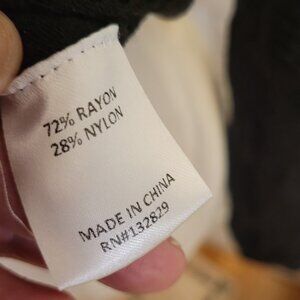 72% RAYON
28% NYLON
MADE IN CHINA
RN#132829